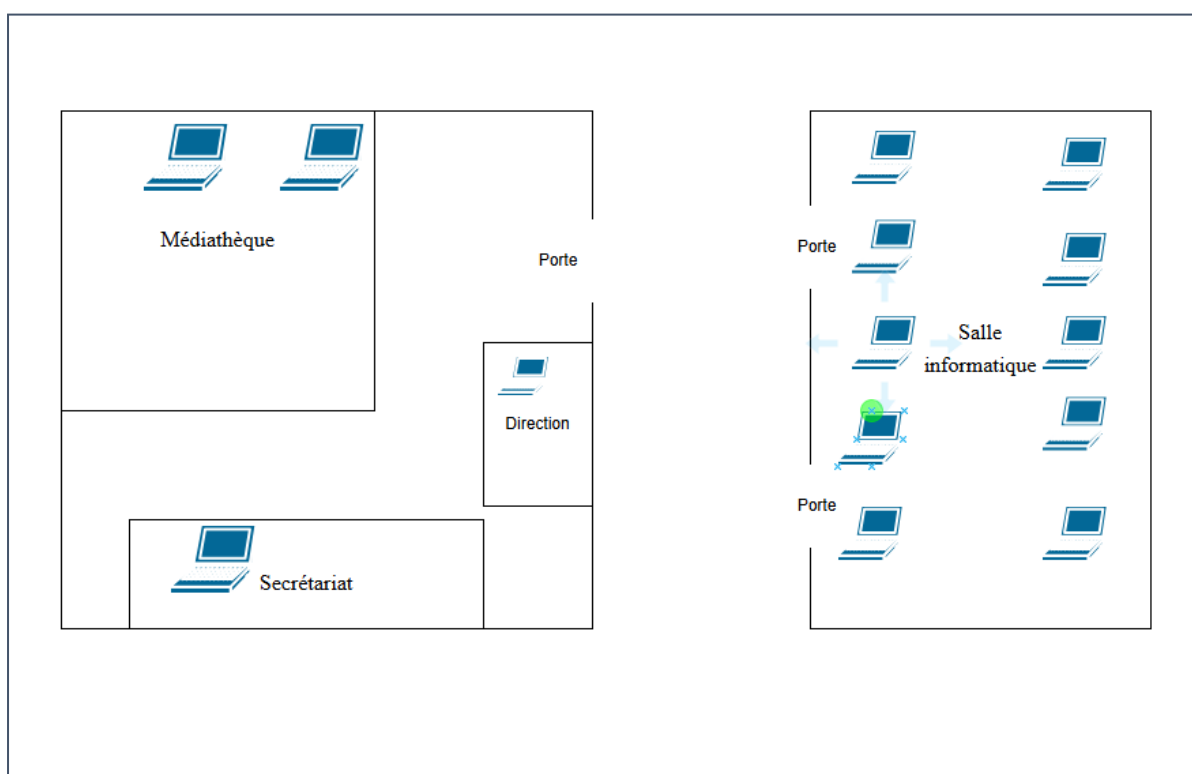 Médiathèque
Porte
Direction
Secrétariat
Porte
Salle
informatique
Porte